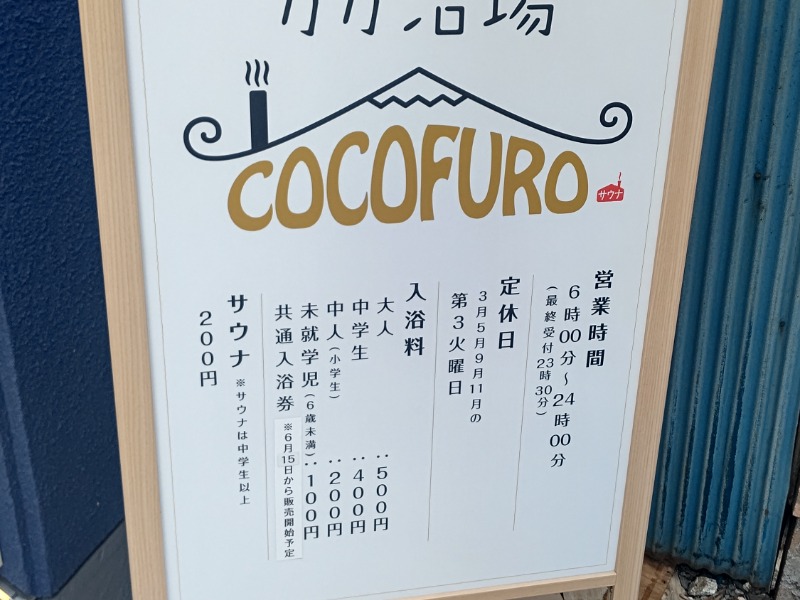 COCOFURO
サウナ
営業時間
6時00分～24時00分
(最終受付23時30分)
定休日
3月5月9月11月の
第3火曜日
入浴料
大人 ‥500円
中学生 ‥400円
中人(小学生) ‥200円
未就学児(6歳未満)‥100円
共通入浴券 ※6月15日から販売開始予定
サウナ ※サウナは中学生以上
200円